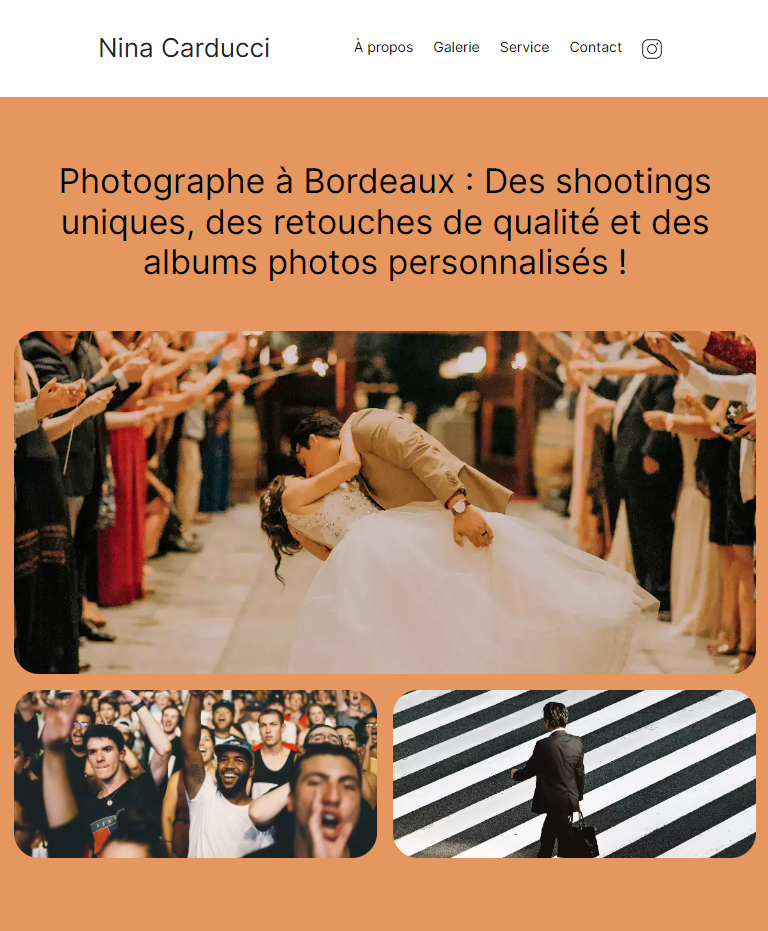 Nina Carducci
À propos Galerie Service Contact
Photographe à Bordeaux : Des shootings
uniques, des retouches de qualité et des
albums photos personnalisés !